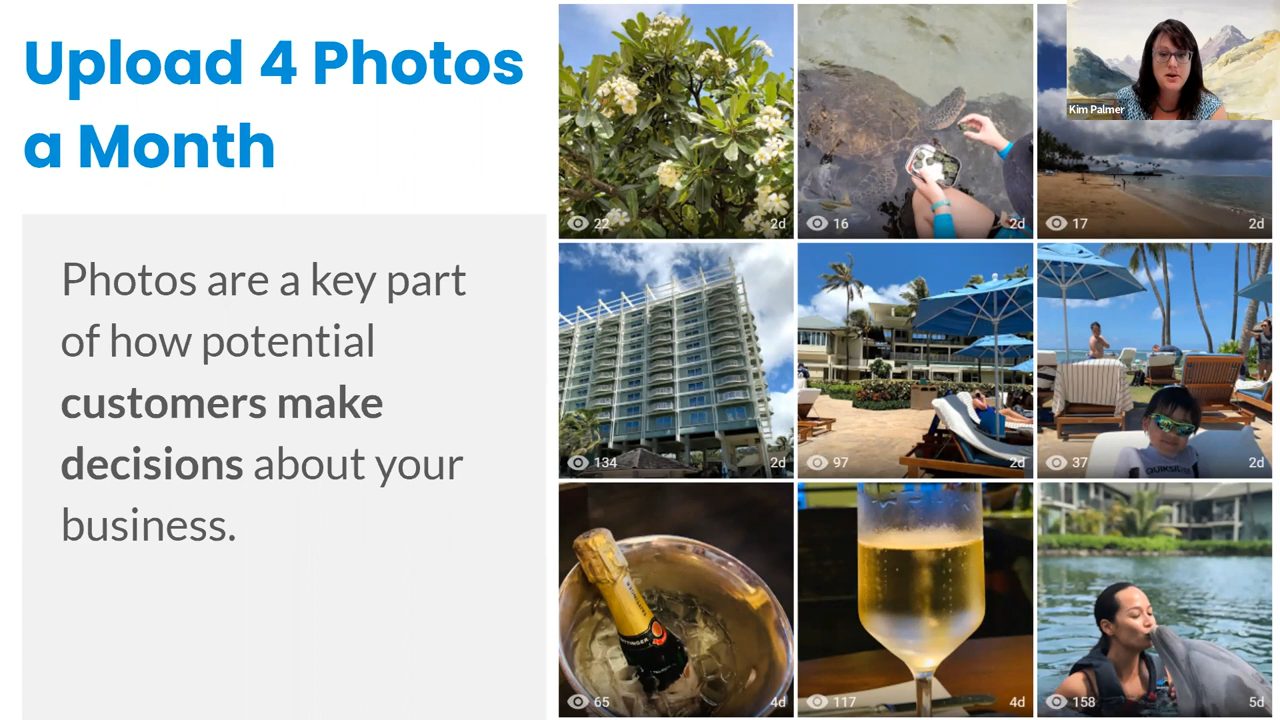 Upload 4 Photos
a Month
Photos are a key part
of how potential
customers make
decisions about your
business.
22 2d
16 2d
17 2d
Kim Palmer
134 2d
97 2d
37 2d
QUIKSILVER
65 4d
117 4d
158 5d